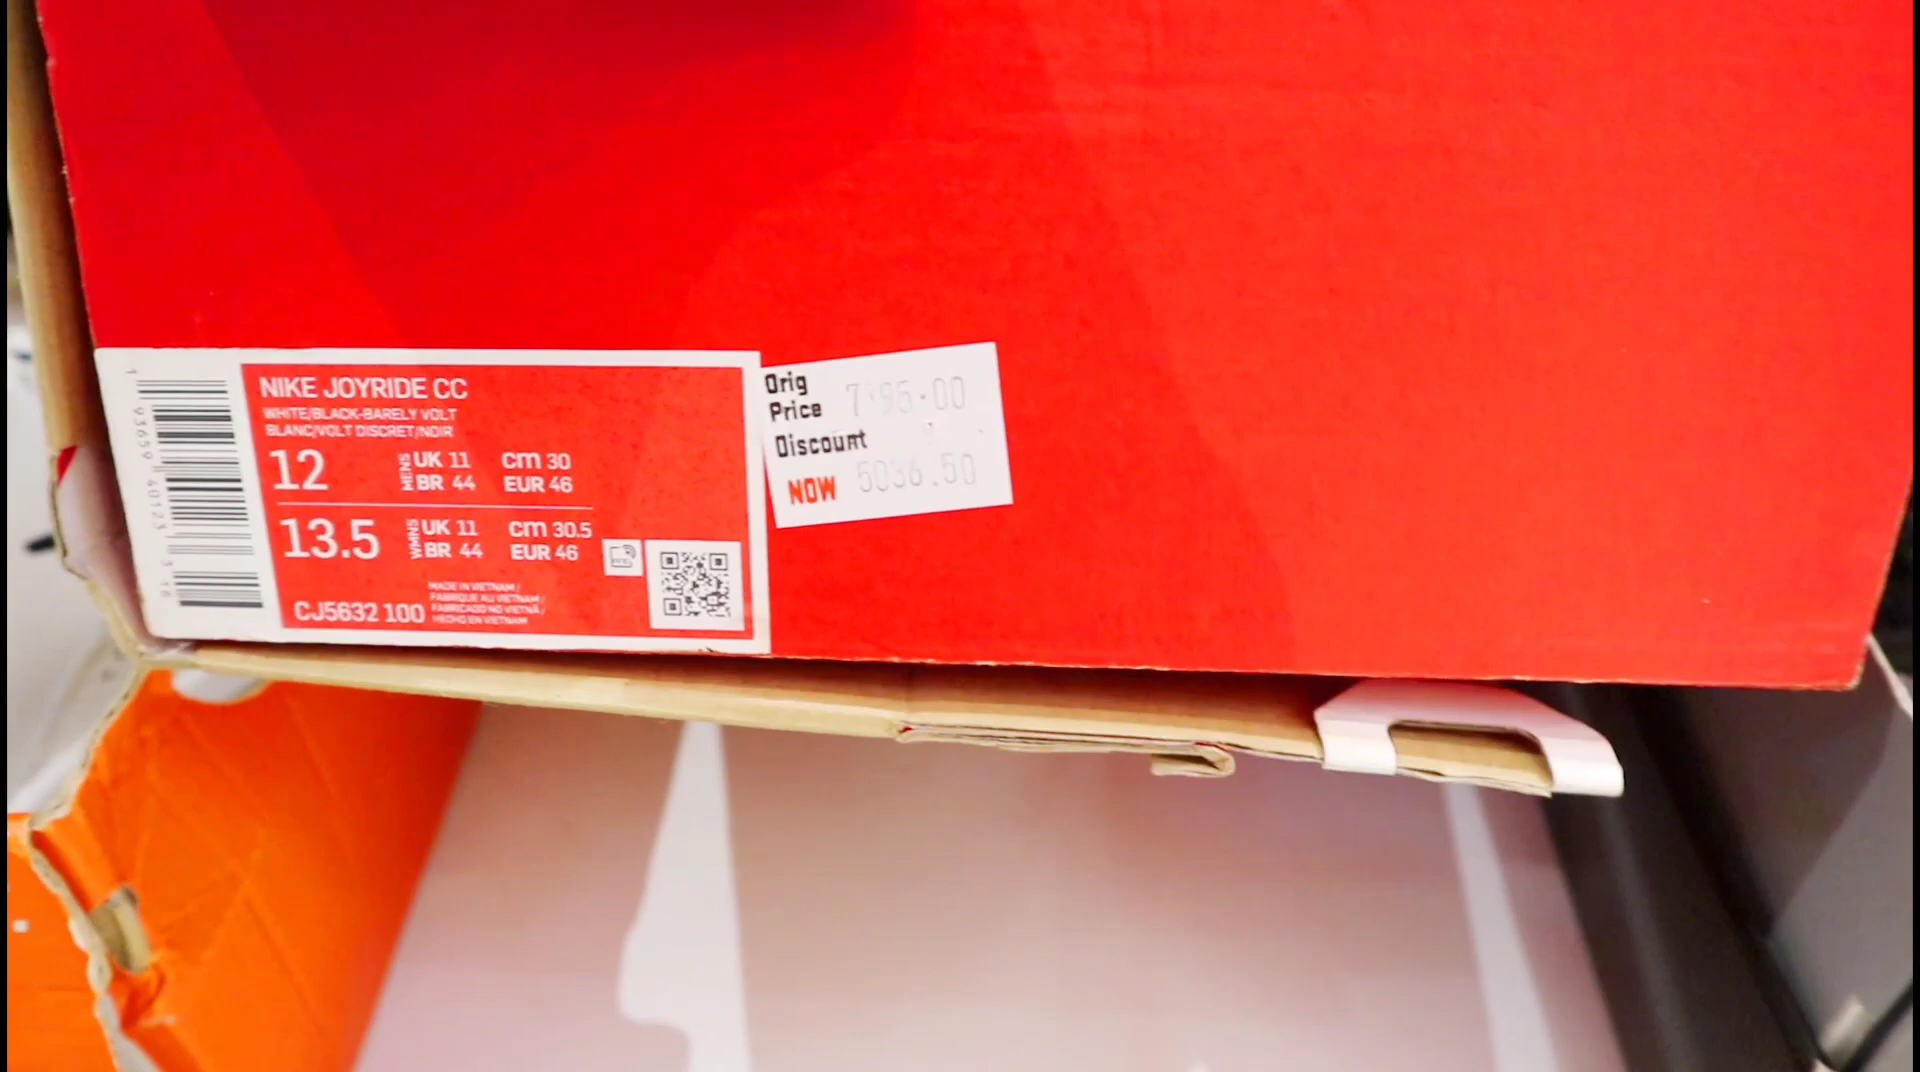 NIKE JOYRIDE CC
WHITE/BLACK-BARELY VOLT
BLANC/VOLT DISCRET/NOIR
12 MENS UK 11 cm 30
BR 44 EUR 46
13.5 WMNS UK 11 cm 30.5
BR 44 EUR 46
MADE IN VIETNAM /
FABRIQUE AU VIETNAM /
FABRICADO NO VIETNÃ /
HECHO EN VIETNAM
CJ5632 100
Orig
Price
Discount
NOW 5036.50